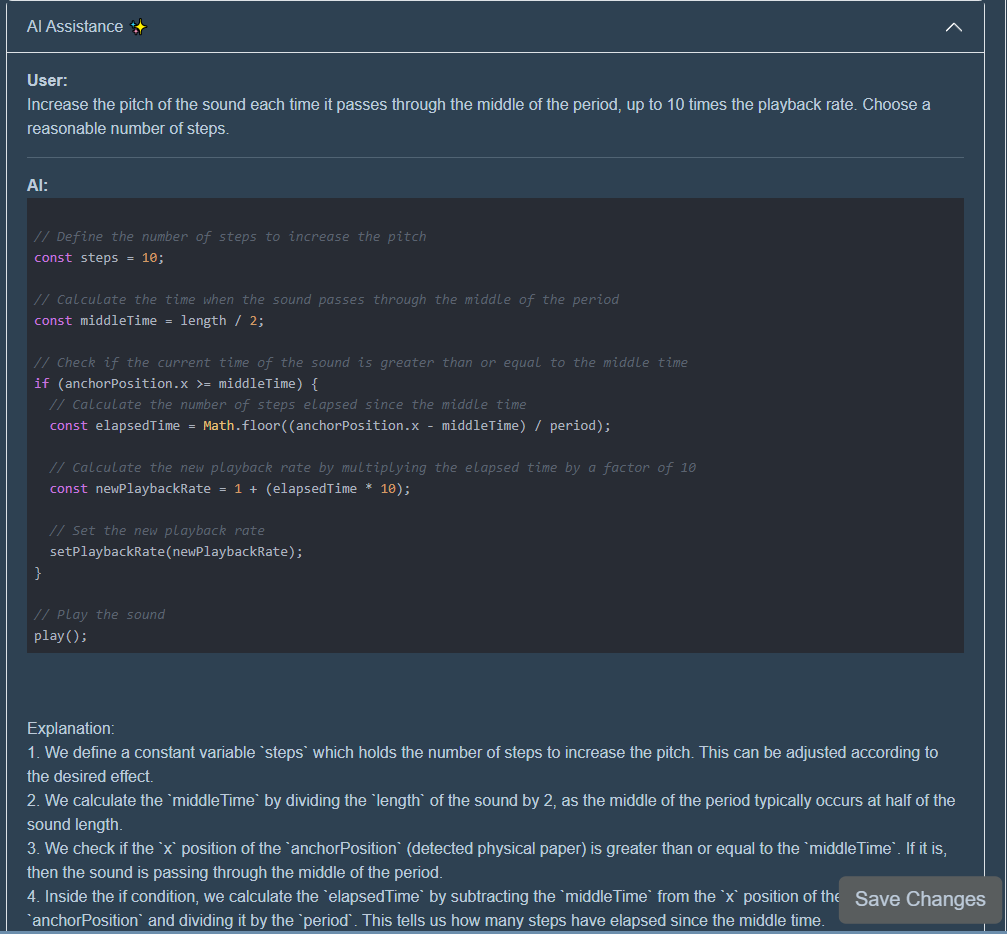 AI Assistance ✨
User:
Increase the pitch of the sound each time it passes through the middle of the period, up to 10 times the playback rate. Choose a
reasonable number of steps.
AI:
// Define the number of steps to increase the pitch
const steps = 10;
// Calculate the time when the sound passes through the middle of the period
const middleTime = length / 2;
// Check if the current time of the sound is greater than or equal to the middle time
if (anchorPosition.x >= middleTime) {
// Calculate the number of steps elapsed since the middle time
const elapsedTime = Math.floor((anchorPosition.x - middleTime) / period);
// Calculate the new playback rate by multiplying the elapsed time by a factor of 10
const newPlaybackRate = 1 + (elapsedTime * 10);
// Set the new playback rate
setPlaybackRate(newPlaybackRate);
}
// Play the sound
play();
Explanation:
1. We define a constant variable `steps` which holds the number of steps to increase the pitch. This can be adjusted according to
the desired effect.
2. We calculate the `middleTime` by dividing the `length` of the sound by 2, as the middle of the period typically occurs at half of the
sound length.
3. We check if the `x` position of the `anchorPosition` (detected physical paper) is greater than or equal to the `middleTime`. If it is,
then the sound is passing through the middle of the period.
4. Inside the if condition, we calculate the `elapsedTime` by subtracting the `middleTime` from the `x` position of the
`anchorPosition` and dividing it by the `period`. This tells us how many steps have elapsed since the middle time.
Save Changes